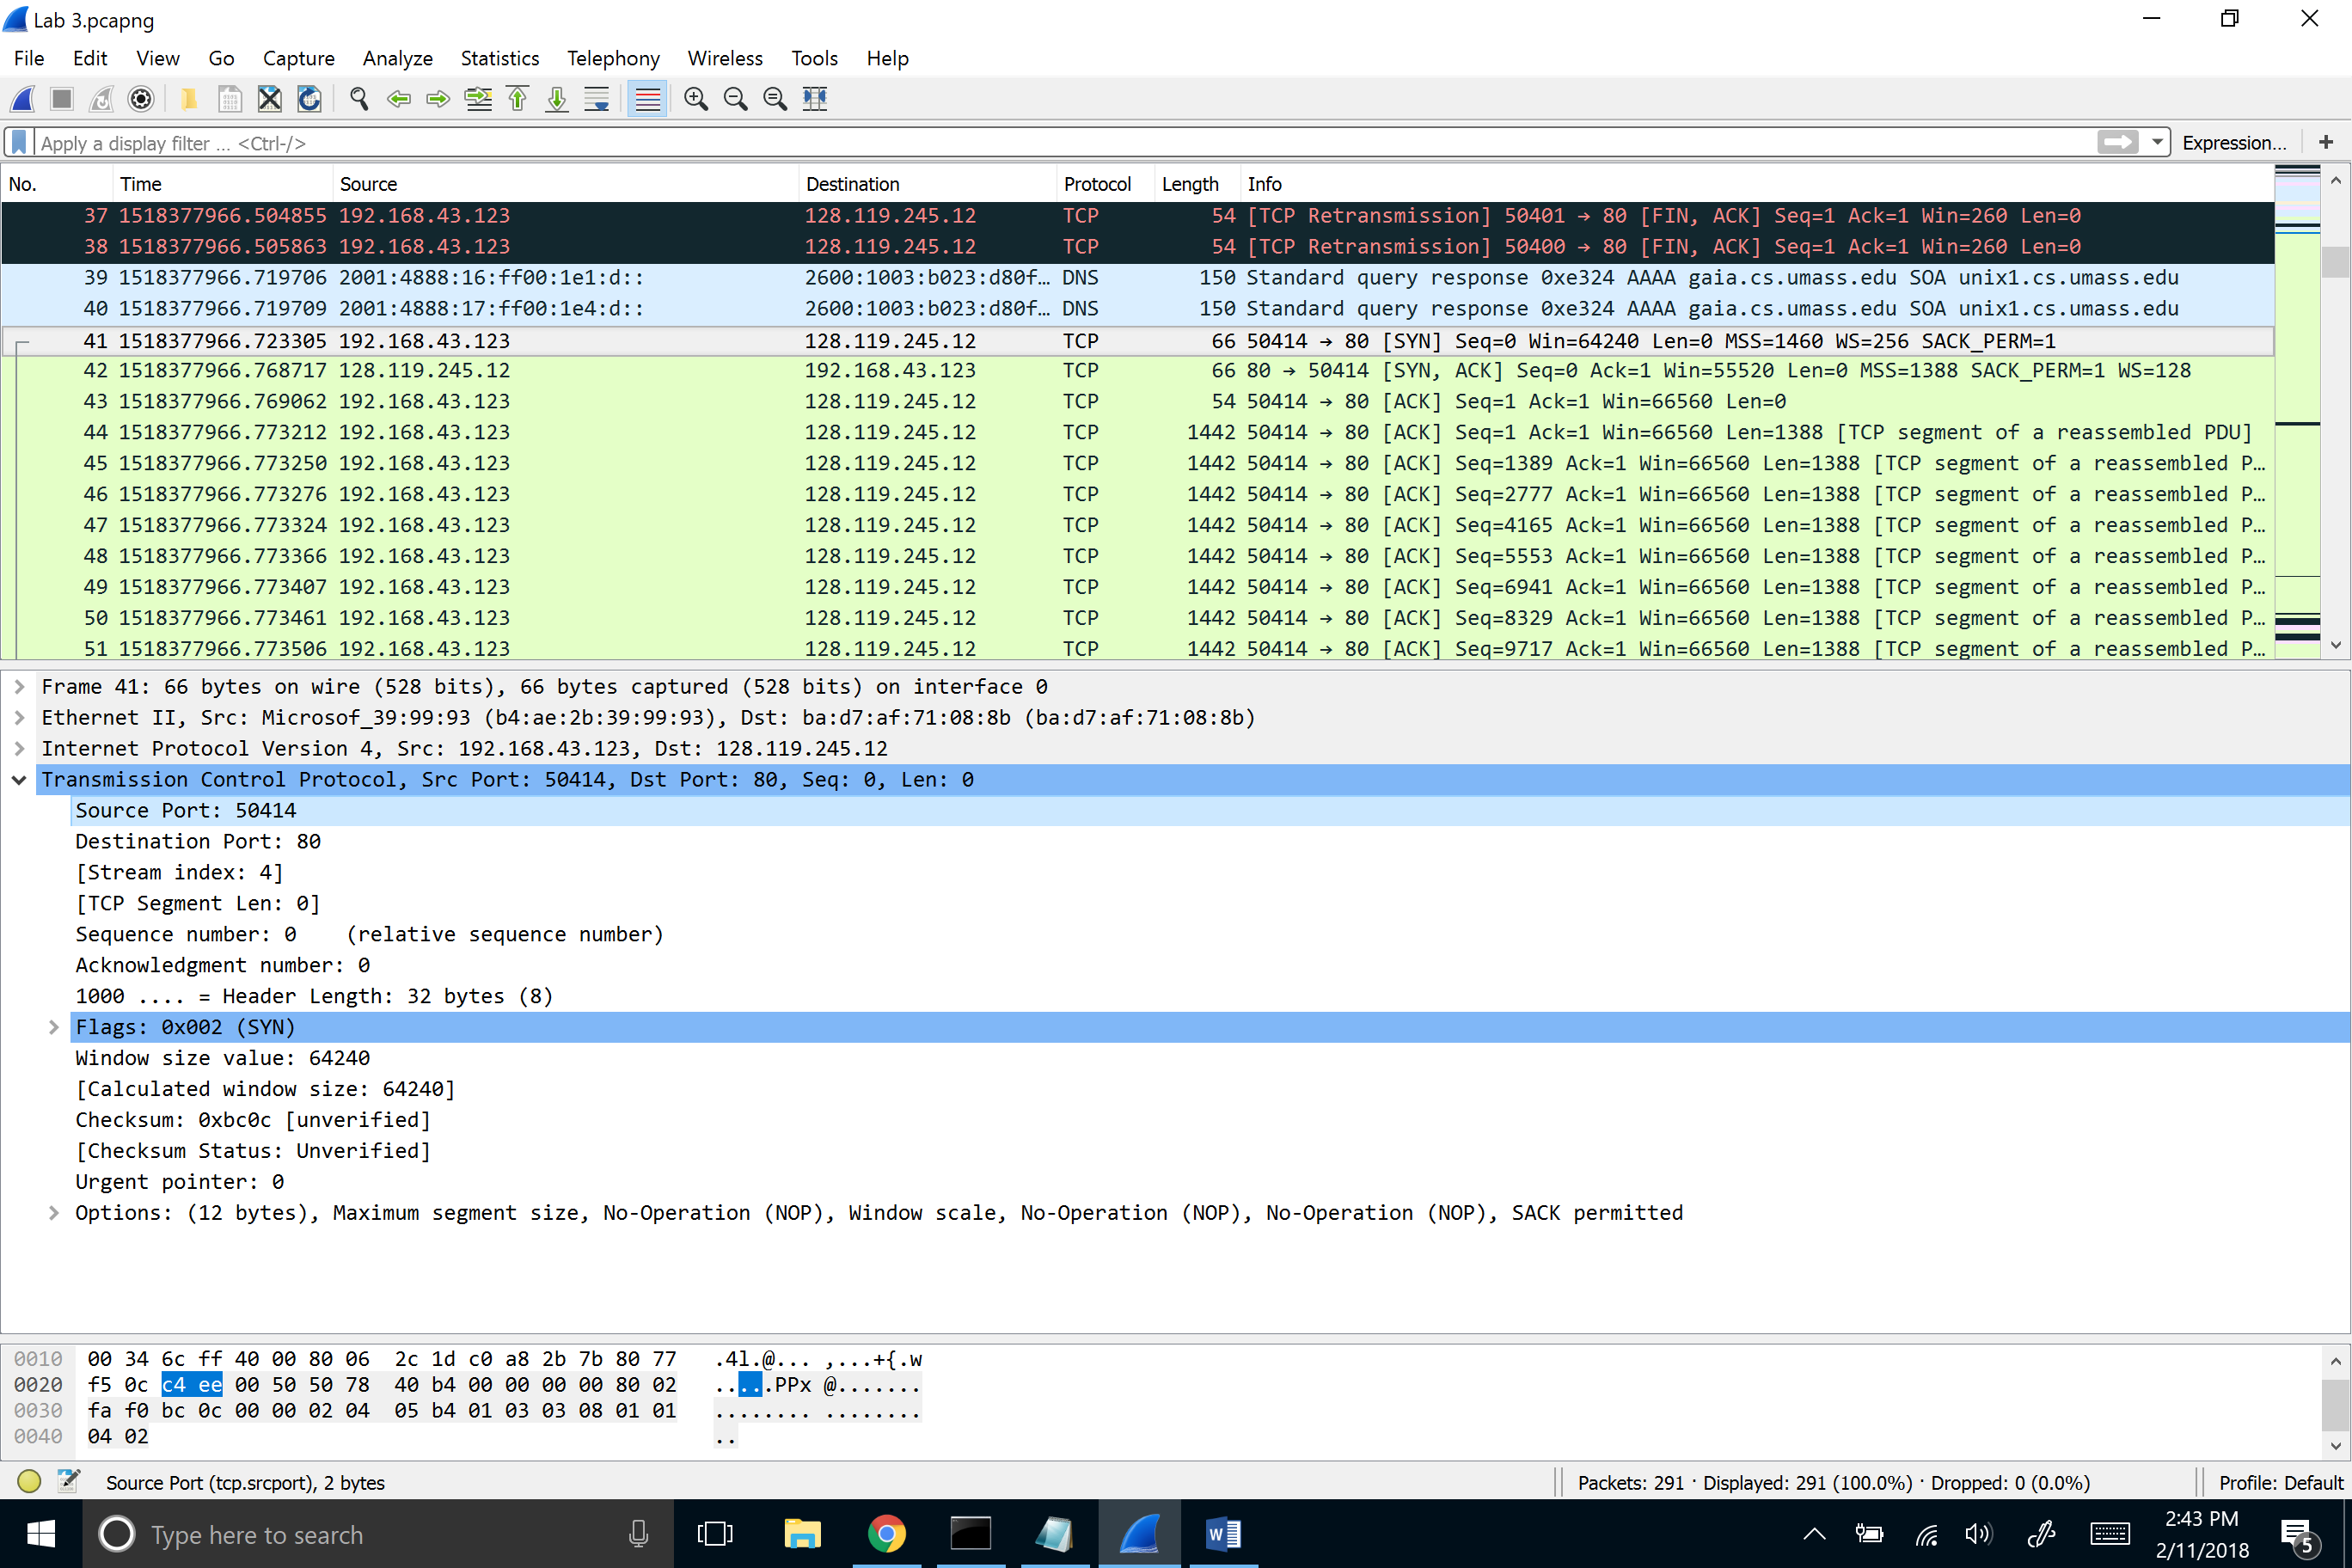 Lab 3.pcapng
File Edit View Go Capture Analyze Statistics Telephony Wireless Tools Help
Apply a display filter ... <Ctrl-/> Expression... +
No. Time Source Destination Protocol Length Info
37 1518377966.504855 192.168.43.123 128.119.245.12 TCP 54 [TCP Retransmission] 50401 → 80 [FIN, ACK] Seq=1 Ack=1 Win=260 Len=0
38 1518377966.505863 192.168.43.123 128.119.245.12 TCP 54 [TCP Retransmission] 50400 → 80 [FIN, ACK] Seq=1 Ack=1 Win=260 Len=0
39 1518377966.719706 2001:4888:16:ff00:1e1:d:: 2600:1003:b023:d80f… DNS 150 Standard query response 0xe324 AAAA gaia.cs.umass.edu SOA unix1.cs.umass.edu
40 1518377966.719709 2001:4888:17:ff00:1e4:d:: 2600:1003:b023:d80f… DNS 150 Standard query response 0xe324 AAAA gaia.cs.umass.edu SOA unix1.cs.umass.edu
41 1518377966.723305 192.168.43.123 128.119.245.12 TCP 66 50414 → 80 [SYN] Seq=0 Win=64240 Len=0 MSS=1460 WS=256 SACK_PERM=1
42 1518377966.768717 128.119.245.12 192.168.43.123 TCP 66 80 → 50414 [SYN, ACK] Seq=0 Ack=1 Win=55520 Len=0 MSS=1388 SACK_PERM=1 WS=128
43 1518377966.769062 192.168.43.123 128.119.245.12 TCP 54 50414 → 80 [ACK] Seq=1 Ack=1 Win=66560 Len=0
44 1518377966.773212 192.168.43.123 128.119.245.12 TCP 1442 50414 → 80 [ACK] Seq=1 Ack=1 Win=66560 Len=1388 [TCP segment of a reassembled PDU]
45 1518377966.773250 192.168.43.123 128.119.245.12 TCP 1442 50414 → 80 [ACK] Seq=1389 Ack=1 Win=66560 Len=1388 [TCP segment of a reassembled P…
46 1518377966.773276 192.168.43.123 128.119.245.12 TCP 1442 50414 → 80 [ACK] Seq=2777 Ack=1 Win=66560 Len=1388 [TCP segment of a reassembled P…
47 1518377966.773324 192.168.43.123 128.119.245.12 TCP 1442 50414 → 80 [ACK] Seq=4165 Ack=1 Win=66560 Len=1388 [TCP segment of a reassembled P…
48 1518377966.773366 192.168.43.123 128.119.245.12 TCP 1442 50414 → 80 [ACK] Seq=5553 Ack=1 Win=66560 Len=1388 [TCP segment of a reassembled P…
49 1518377966.773407 192.168.43.123 128.119.245.12 TCP 1442 50414 → 80 [ACK] Seq=6941 Ack=1 Win=66560 Len=1388 [TCP segment of a reassembled P…
50 1518377966.773461 192.168.43.123 128.119.245.12 TCP 1442 50414 → 80 [ACK] Seq=8329 Ack=1 Win=66560 Len=1388 [TCP segment of a reassembled P…
51 1518377966.773506 192.168.43.123 128.119.245.12 TCP 1442 50414 → 80 [ACK] Seq=9717 Ack=1 Win=66560 Len=1388 [TCP segment of a reassembled P…
Frame 41: 66 bytes on wire (528 bits), 66 bytes captured (528 bits) on interface 0
Ethernet II, Src: Microsof_39:99:93 (b4:ae:2b:39:99:93), Dst: ba:d7:af:71:08:8b (ba:d7:af:71:08:8b)
Internet Protocol Version 4, Src: 192.168.43.123, Dst: 128.119.245.12
Transmission Control Protocol, Src Port: 50414, Dst Port: 80, Seq: 0, Len: 0
Source Port: 50414
Destination Port: 80
[Stream index: 4]
[TCP Segment Len: 0]
Sequence number: 0 (relative sequence number)
Acknowledgment number: 0
1000 .... = Header Length: 32 bytes (8)
Flags: 0x002 (SYN)
Window size value: 64240
[Calculated window size: 64240]
Checksum: 0xbc0c [unverified]
[Checksum Status: Unverified]
Urgent pointer: 0
Options: (12 bytes), Maximum segment size, No-Operation (NOP), Window scale, No-Operation (NOP), No-Operation (NOP), SACK permitted
0010 00 34 6c ff 40 00 80 06 2c 1d c0 a8 2b 7b 80 77 .4l.@... ,...+{.w
0020 f5 0c c4 ee 00 50 50 78 40 b4 00 00 00 00 80 02 .....PPx @.......
0030 fa f0 bc 0c 00 00 02 04 05 b4 01 03 03 08 01 01 ........ ........
0040 04 02 ..
Source Port (tcp.srcport), 2 bytes Packets: 291 · Displayed: 291 (100.0%) · Dropped: 0 (0.0%) Profile: Default
Type here to search
2:43 PM
2/11/2018
5